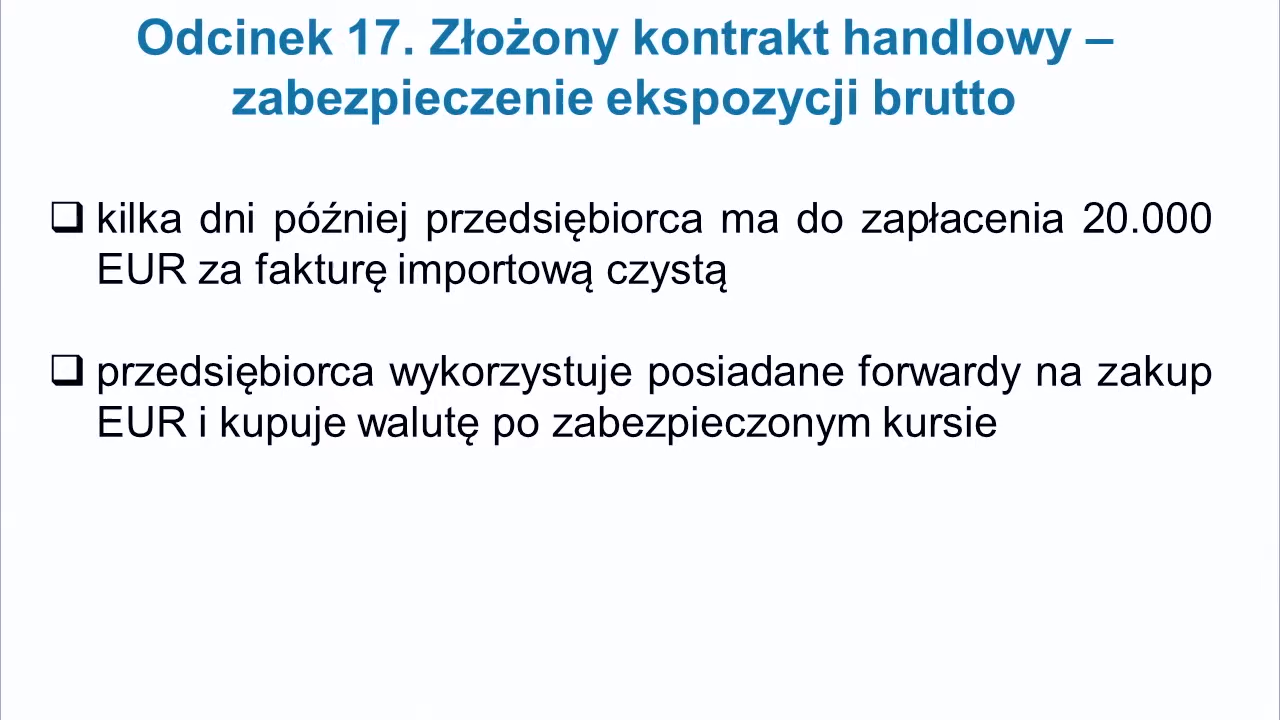 Odcinek 17. Złożony kontrakt handlowy –
zabezpieczenie ekspozycji brutto
kilka dni później przedsiębiorca ma do zapłacenia 20.000
EUR za fakturę importową czystą
przedsiębiorca wykorzystuje posiadane forwardy na zakup
EUR i kupuje walutę po zabezpieczonym kursie